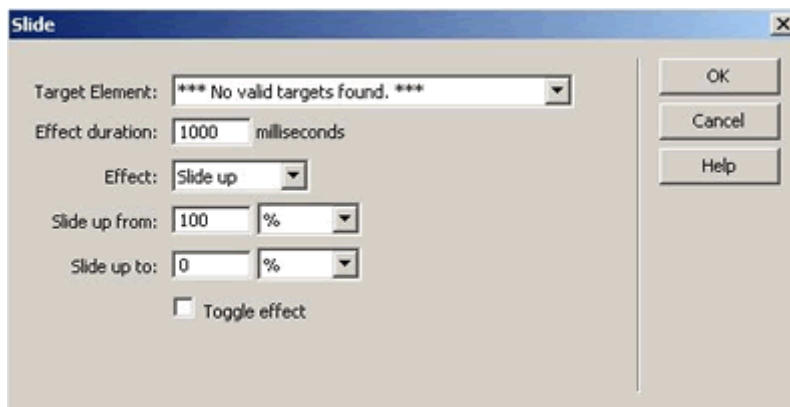 Slide
Target Element: *** No valid targets found. ***
Effect duration: 1000 milliseconds
Effect: Slide up
Slide up from: 100 %
Slide up to: 0 %
Toggle effect
OK
Cancel
Help